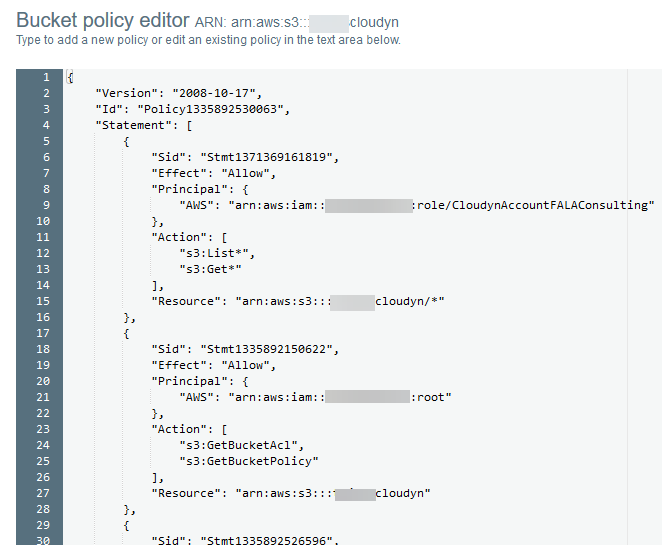 Bucket policy editor ARN: arn:aws:s3:::cloudyn
Type to add a new policy or edit an existing policy in the text area below.
1 {
2 "Version": "2008-10-17",
3 "Id": "Policy1335892530063",
4 "Statement": [
5 {
6 "Sid": "Stmt1371369161819",
7 "Effect": "Allow",
8 "Principal": {
9 "AWS": "arn:aws:iam:::role/CloudynAccountFALAConsulting"
10 },
11 "Action": [
12 "s3:List*",
13 "s3:Get*"
14 ],
15 "Resource": "arn:aws:s3:::cloudyn/*"
16 },
17 {
18 "Sid": "Stmt1335892150622",
19 "Effect": "Allow",
20 "Principal": {
21 "AWS": "arn:aws:iam:::root"
22 },
23 "Action": [
24 "s3:GetBucketAcl",
25 "s3:GetBucketPolicy"
26 ],
27 "Resource": "arn:aws:s3:::cloudyn"
28 },
29 {
30 "Sid": "Stmt1335892526596",